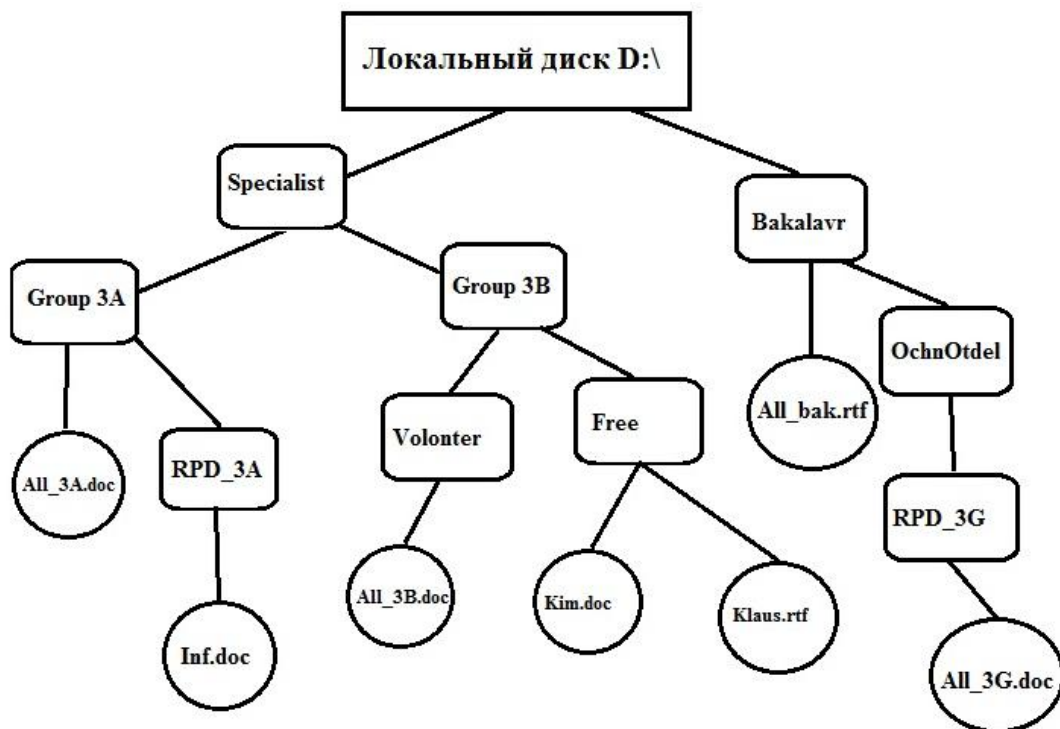 Локальный диск D:\
Specialist
Bakalavr
Group 3A
Group 3B
OchnOtdel
All_bak.rtf
Volonter
Free
All_3A.doc
RPD_3A
RPD_3G
All_3B.doc
Kim.doc
Klaus.rtf
Inf.doc
All_3G.doc